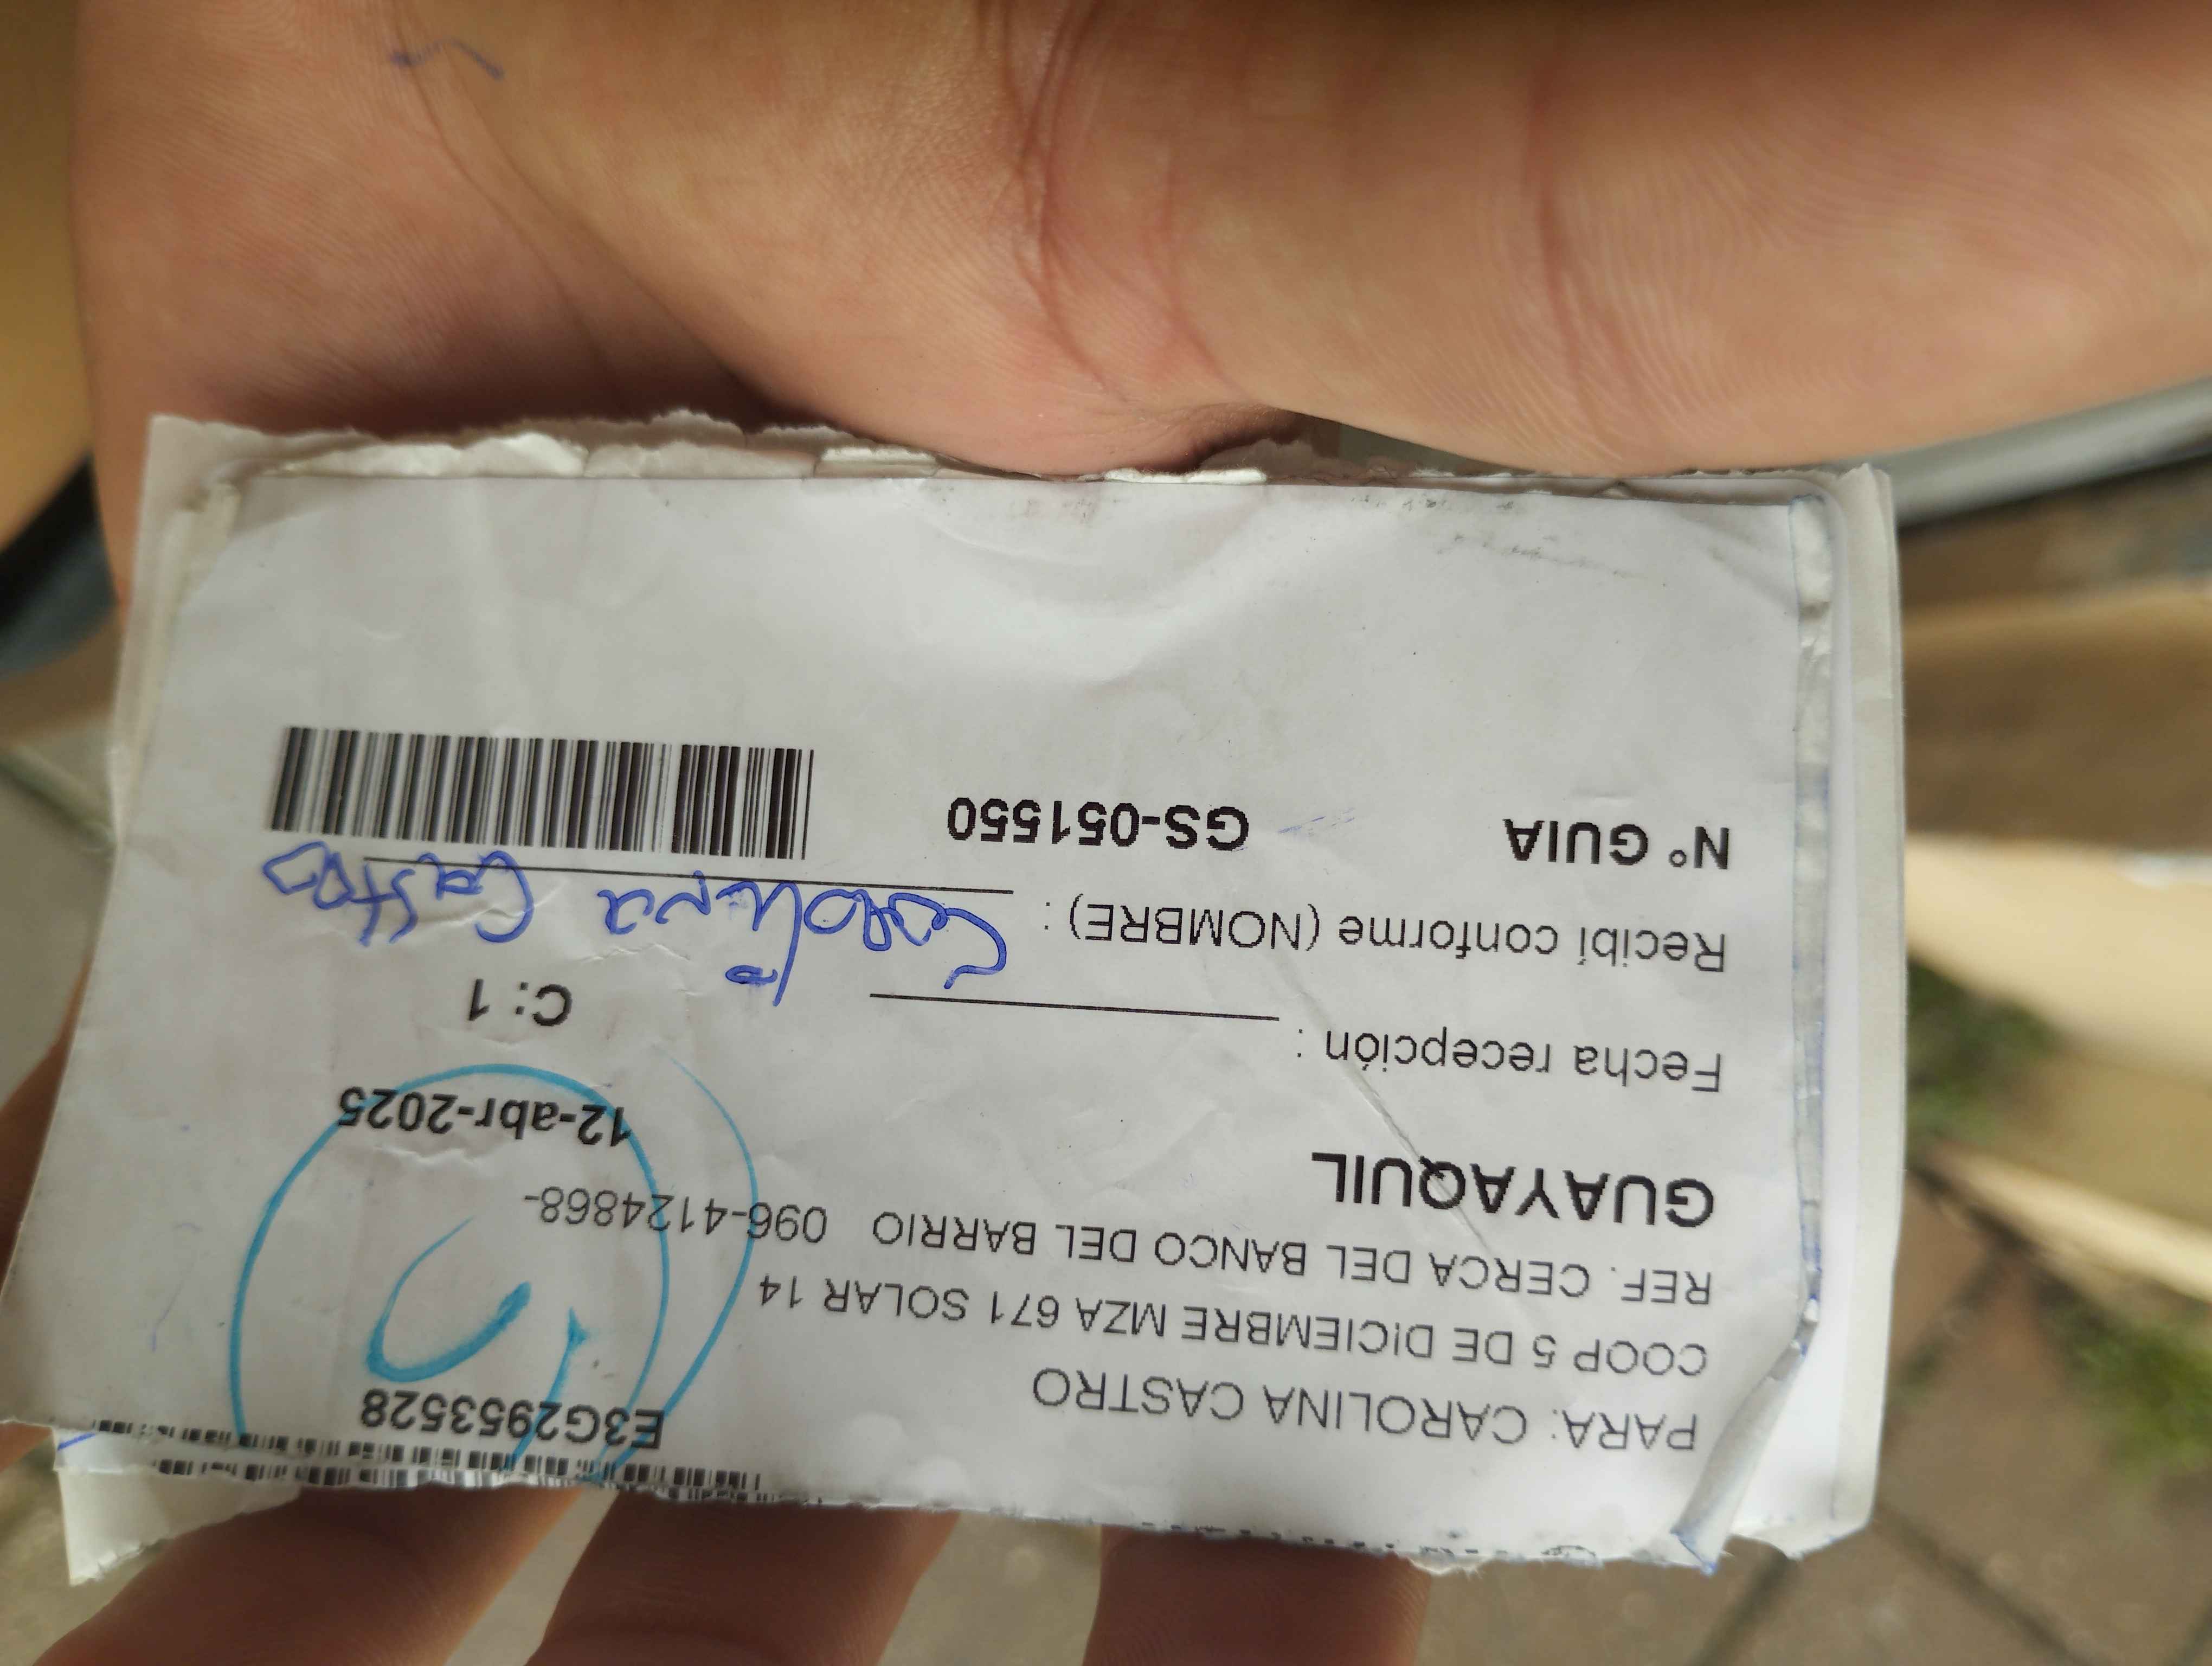 E3G29535528
PARA: CAROLINA CASTRO
COOP 5 DE DICIEMBRE MZA 671 SOLAR 14
REF. CERCA DEL BANCO DEL BARRIO 096-4124868-
GUAYAQUIL 12-abr-2025
Fecha recepción : C: 1
Recibí conforme (NOMBRE) : Carolina Castro
N° GUIA GS-051550